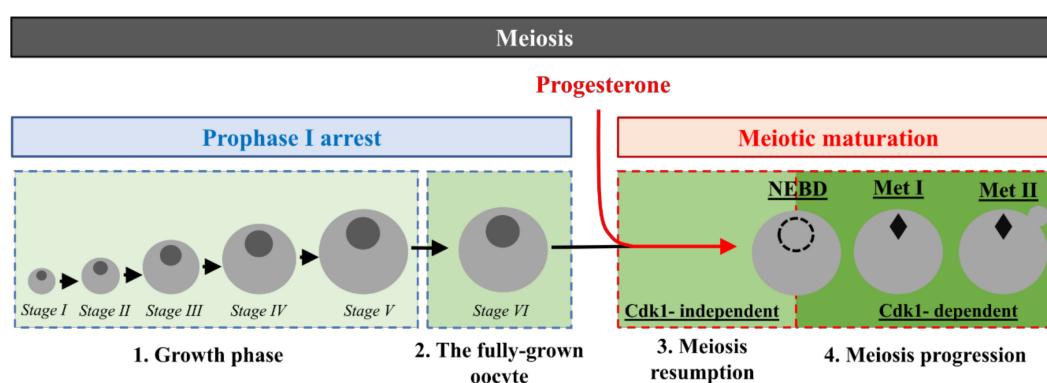 Meiosis
Progesterone
Prophase I arrest
Meiotic maturation
NEBD
Met I
Met II
Stage I
Stage II
Stage III
Stage IV
Stage V
Stage VI
Cdk1- independent
Cdk1- dependent
1. Growth phase
2. The fully-grown
oocyte
3. Meiosis
resumption
4. Meiosis progression